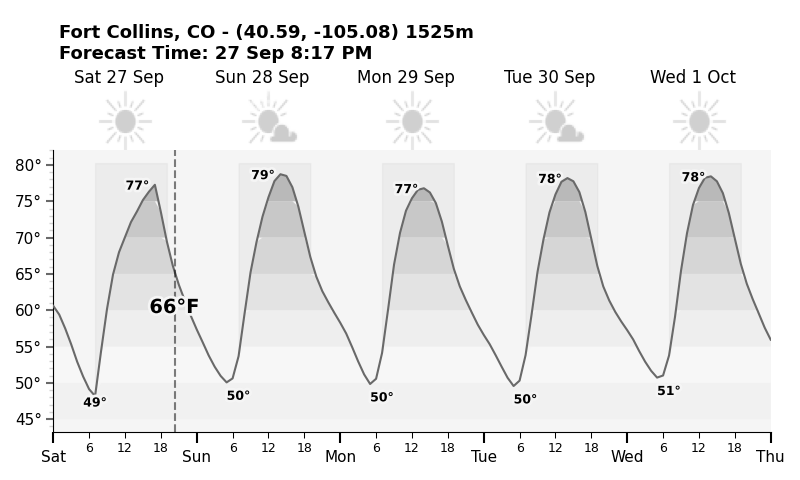 Fort Collins, CO - (40.59, -105.08) 1525m
Forecast Time: 27 Sep 8:17 PM
Sat 27 Sep Sun 28 Sep Mon 29 Sep Tue 30 Sep Wed 1 Oct
80°
79°
77° 77° 78° 78°
75°
70°
65°
66°F
60°
55°
50°
49° 50° 50° 50° 51°
45°
6 12 18 6 12 18 6 12 18 6 12 18 6 12 18
Sat Sun Mon Tue Wed Thu